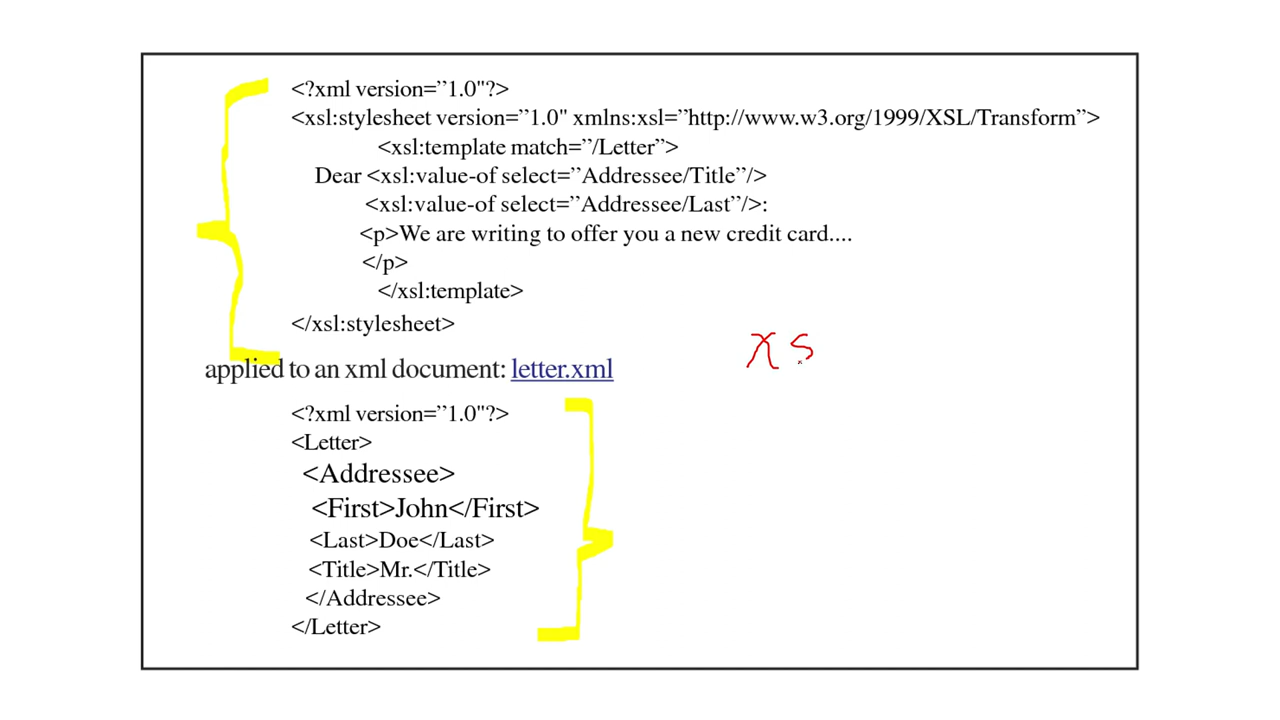 <?xml version=”1.0"?>
<xsl:stylesheet version=”1.0" xmlns:xsl=”http://www.w3.org/1999/XSL/Transform”>
<xsl:template match=”/Letter”>
Dear <xsl:value-of select=”Addressee/Title”/>
<xsl:value-of select=”Addressee/Last”/>:
<p>We are writing to offer you a new credit card....
</p>
</xsl:template>
</xsl:stylesheet>
XS
applied to an xml document: letter.xml
<?xml version=”1.0"?>
<Letter>
<Addressee>
<First>John</First>
<Last>Doe</Last>
<Title>Mr.</Title>
</Addressee>
</Letter>